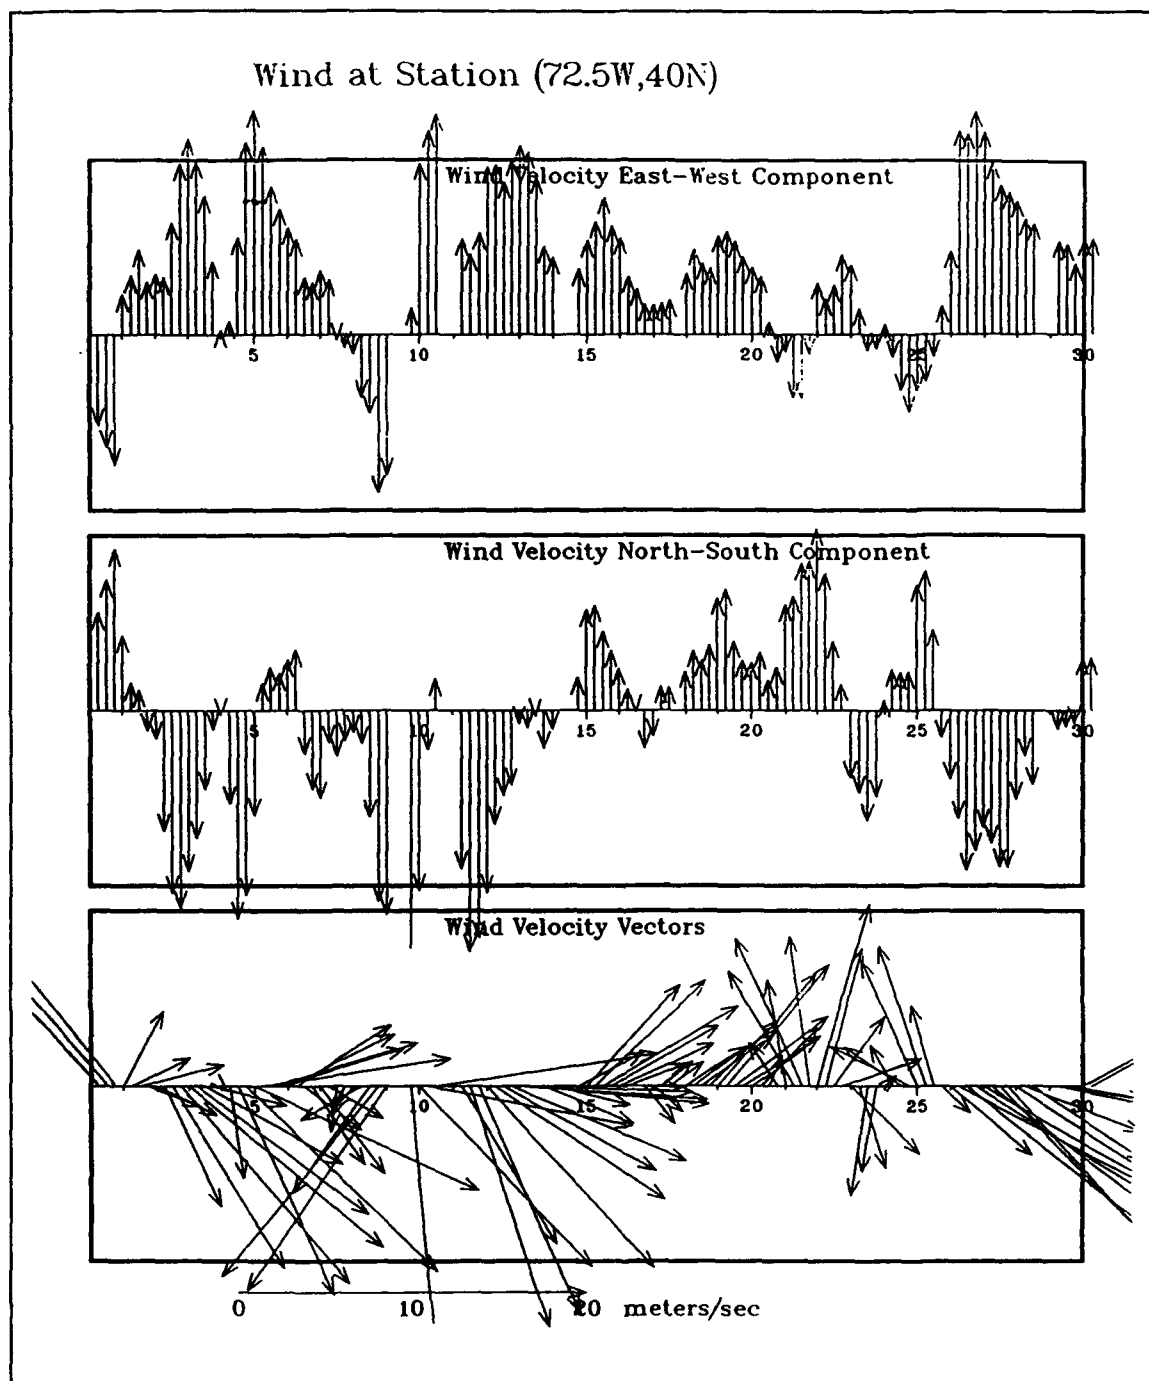 Wind at Station (72.5W,40N)
Wind Velocity East-West Component
5 10 15 20 25 30
Wind Velocity North-South Component
5 10 15 20 25 30
Wind Velocity Vectors
5 10 15 20 25 30
0 10 20 meters/sec